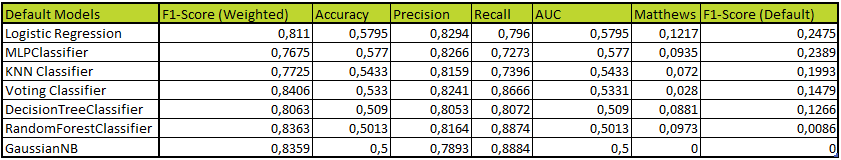 Default Models F1-Score (Weighted) Accuracy Precision Recall AUC Matthews F1-Score (Default)
Logistic Regression 0,811 0,5795 0,8294 0,796 0,5795 0,1217 0,2475
MLPClassifier 0,7675 0,577 0,8266 0,7273 0,577 0,0935 0,2389
KNN Classifier 0,7725 0,5433 0,8159 0,7396 0,5433 0,072 0,1993
Voting Classifier 0,8406 0,533 0,8241 0,8666 0,5331 0,028 0,1479
DecisionTreeClassifier 0,8063 0,509 0,8053 0,8072 0,509 0,0881 0,1266
RandomForestClassifier 0,8363 0,5013 0,8164 0,8874 0,5013 0,0973 0,0086
GaussianNB 0,8359 0,5 0,7893 0,8884 0,5 0 0